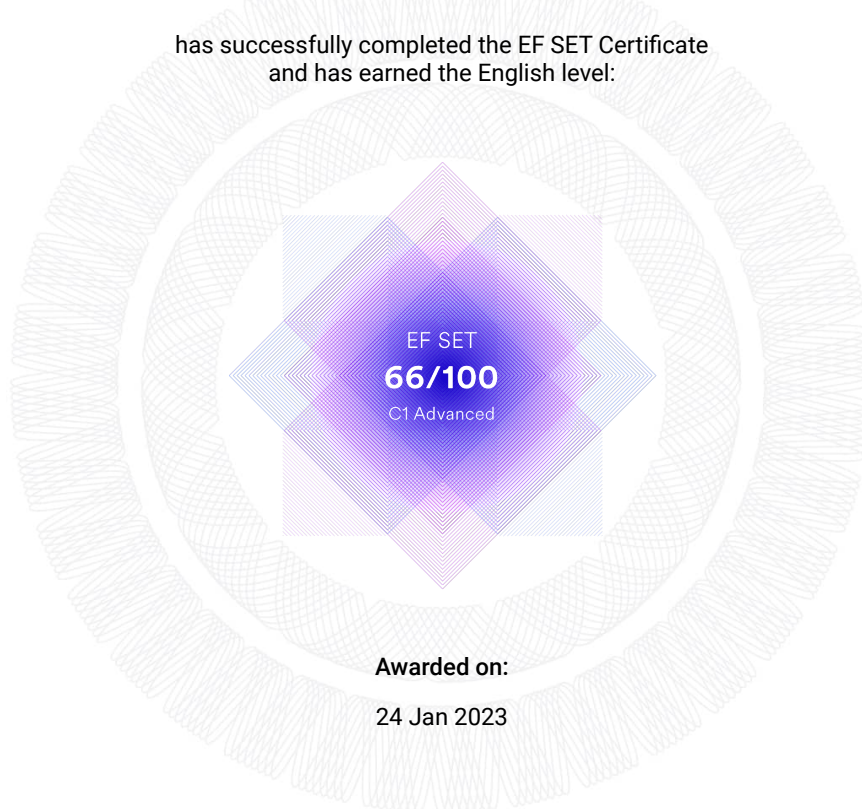 has successfully completed the EF SET Certificate
and has earned the English level:
EF SET
66/100
C1 Advanced
Awarded on:
24 Jan 2023